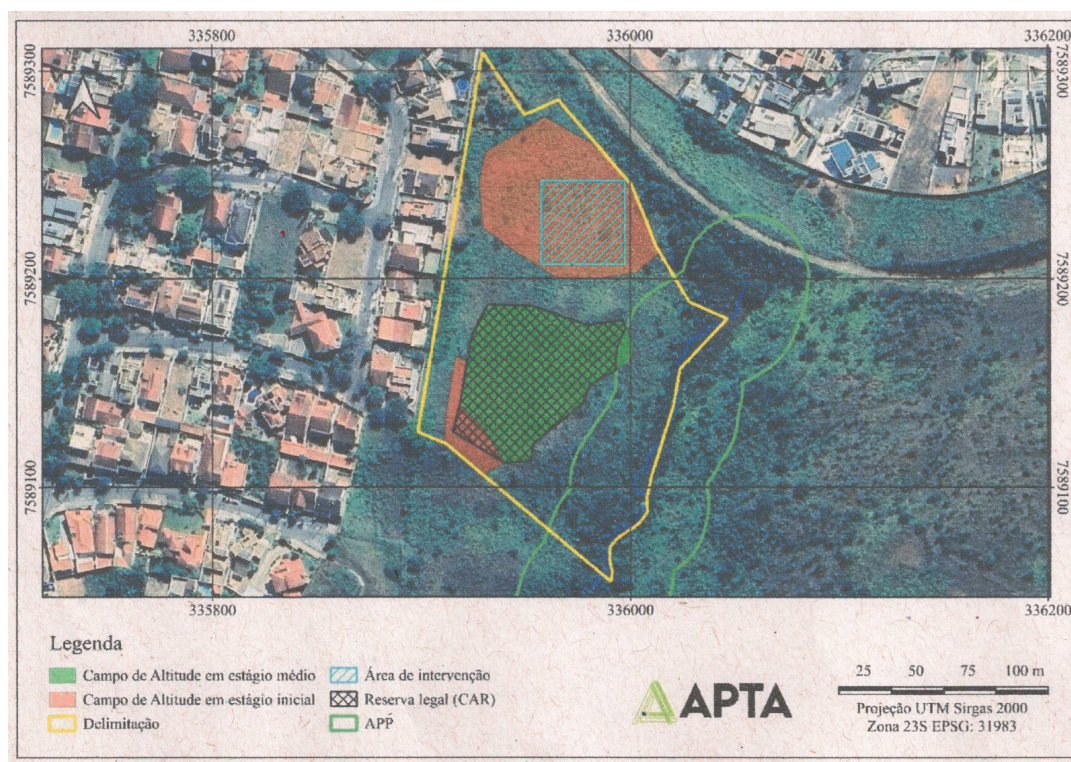 335800 336000 336200
7589300 7589300
7589200 7589200
7589100 7589100
335800 336000 336200
Legenda
Campo de Altitude em estágio médio
Campo de Altitude em estágio inicial
Delimitação
Área de intervenção
Reserva legal (CAR)
APP
APTA
25 50 75 100 m
Projeção UTM Sirgas 2000
Zona 23S EPSG: 31983